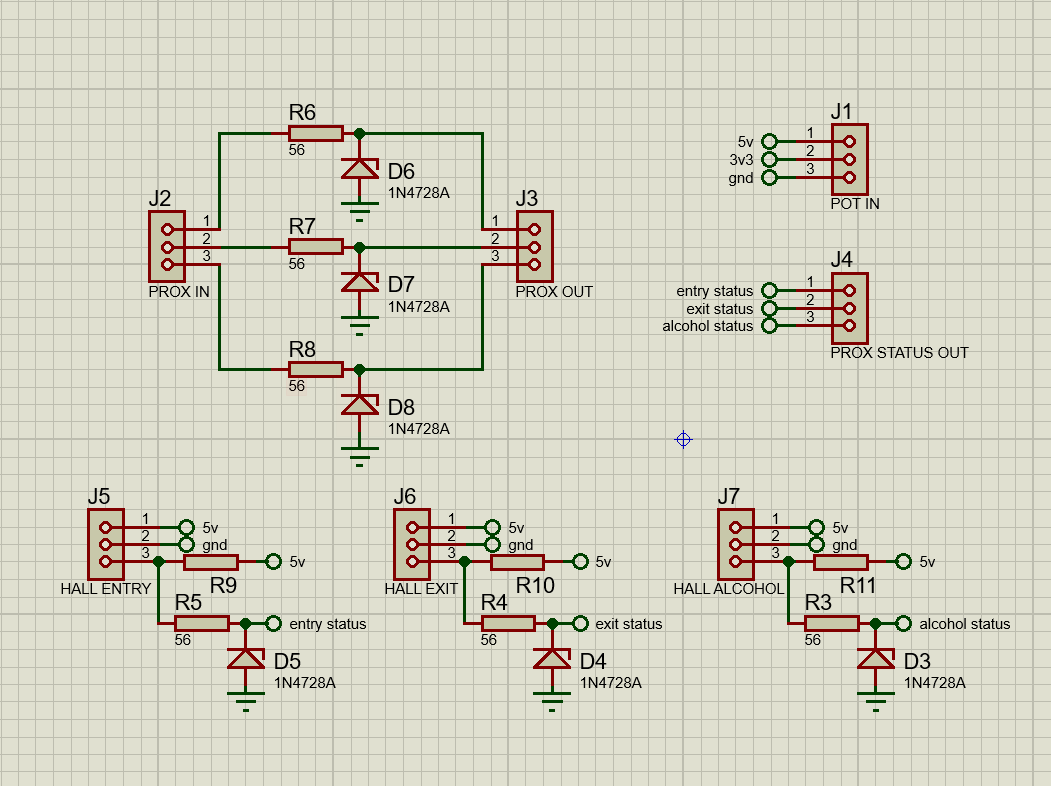 R6
56
D6
1N4728A
J2
1
2
3
PROX IN
R7
56
D7
1N4728A
J3
1
2
3
PROX OUT
R8
56
D8
1N4728A
J1
5v 1
3v3 2
gnd 3
POT IN
J4
entry status 1
exit status 2
alcohol status 3
PROX STATUS OUT
J5
1 5v
2 gnd
3 5v
HALL ENTRY
R9
R5
56
entry status
D5
1N4728A
J6
1 5v
2 gnd
3 5v
HALL EXIT
R10
R4
56
exit status
D4
1N4728A
J7
1 5v
2 gnd
3 5v
HALL ALCOHOL
R11
R3
56
alcohol status
D3
1N4728A